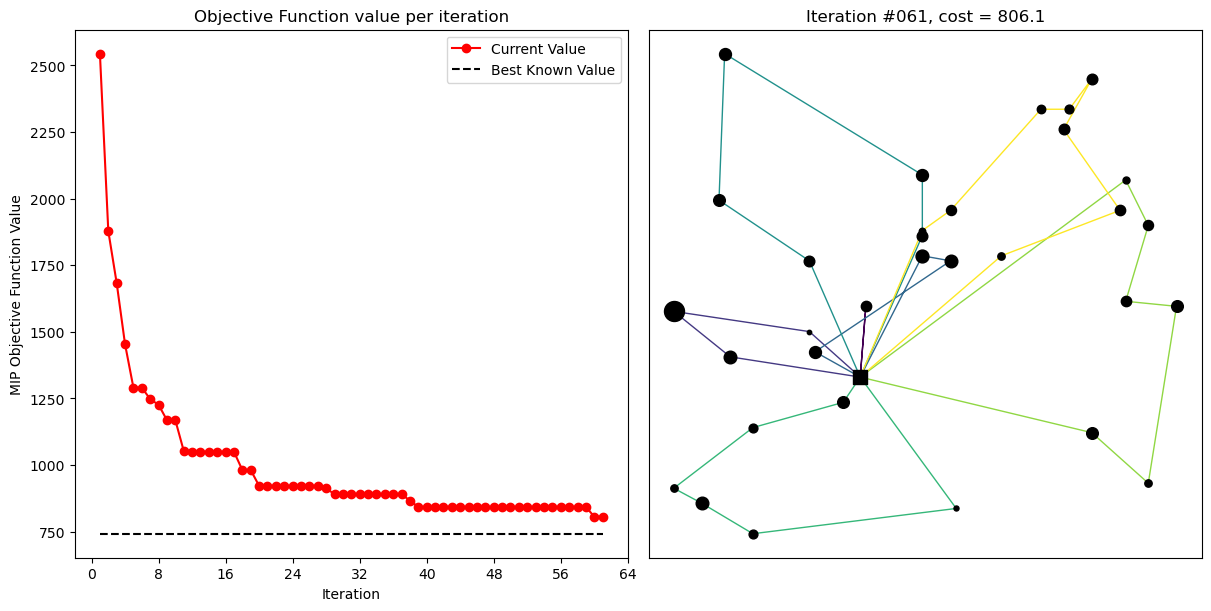 Objective Function value per iteration
Current Value
Best Known Value
MIP Objective Function Value
2500
2250
2000
1750
1500
1250
1000
750
0 8 16 24 32 40 48 56 64
Iteration
Iteration #061, cost = 806.1